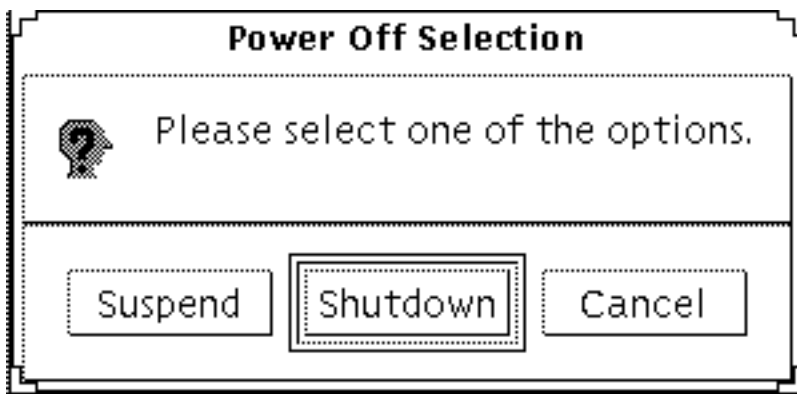 Power Off Selection
Please select one of the options.
Suspend Shutdown Cancel